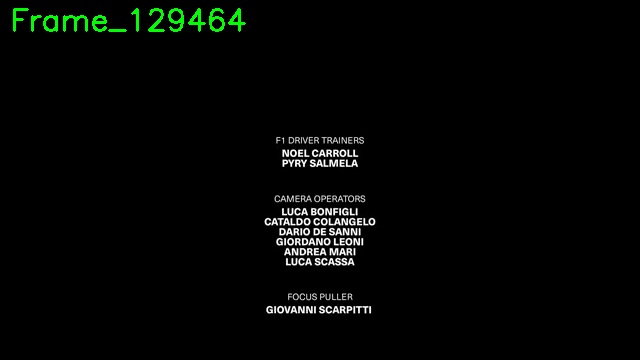 Frame_129464
F1 DRIVER TRAINERS
NOEL CARROLL
PYRY SALMELA
CAMERA OPERATORS
LUCA BONFIGLI
CATALDO COLANGELO
DARIO DE SANNI
GIORDANO LEONI
ANDREA MARI
LUCA SCASSA
FOCUS PULLER
GIOVANNI SCARPITTI